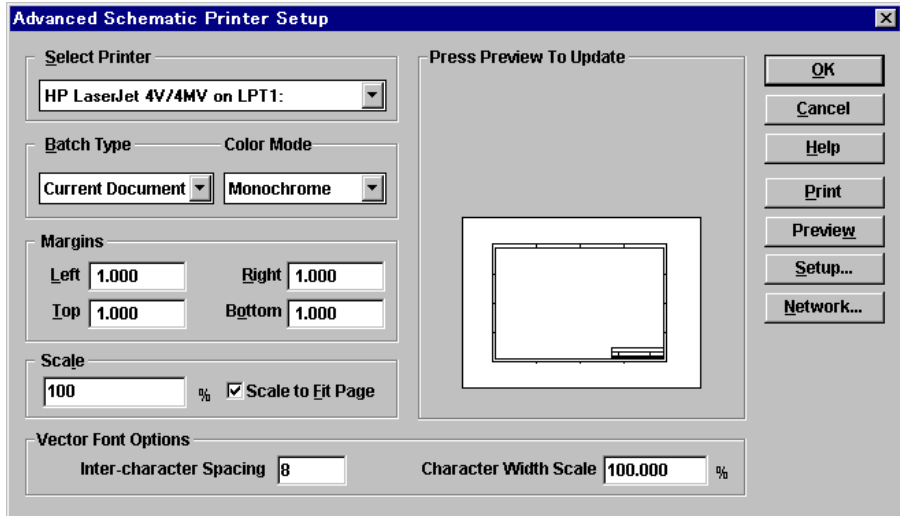 Advanced Schematic Printer Setup
Select Printer
HP LaserJet 4V/4MV on LPT1:
Batch Type
Color Mode
Current Document
Monochrome
Margins
Left 1.000
Right 1.000
Top 1.000
Bottom 1.000
Scale
100 %
Scale to Fit Page
Press Preview To Update
OK
Cancel
Help
Print
Preview
Setup...
Network...
Vector Font Options
Inter-character Spacing 8
Character Width Scale 100.000 %